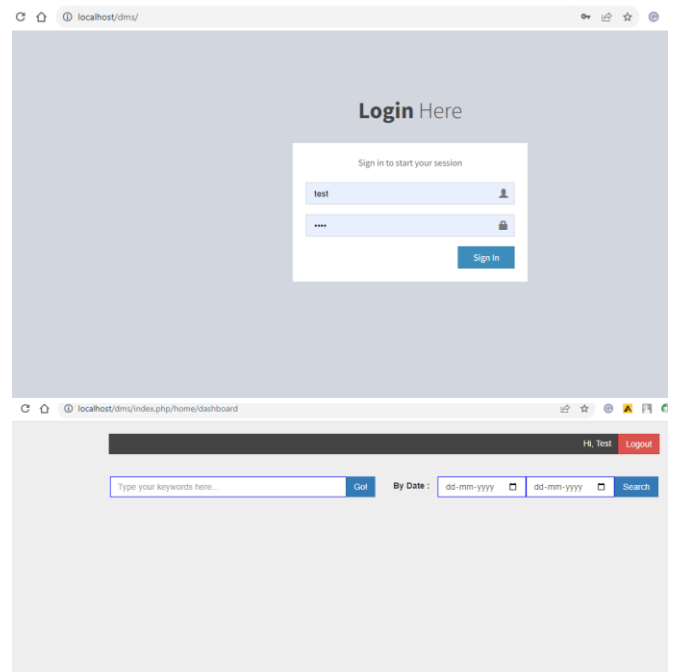 localhost/dms/
Login Here
Sign in to start your session
test
••••
Sign In
localhost/dms/index.php/home/dashboard
Hi, Test Logout
Type your keywords here... Go! By Date : dd-mm-yyyy dd-mm-yyyy Search